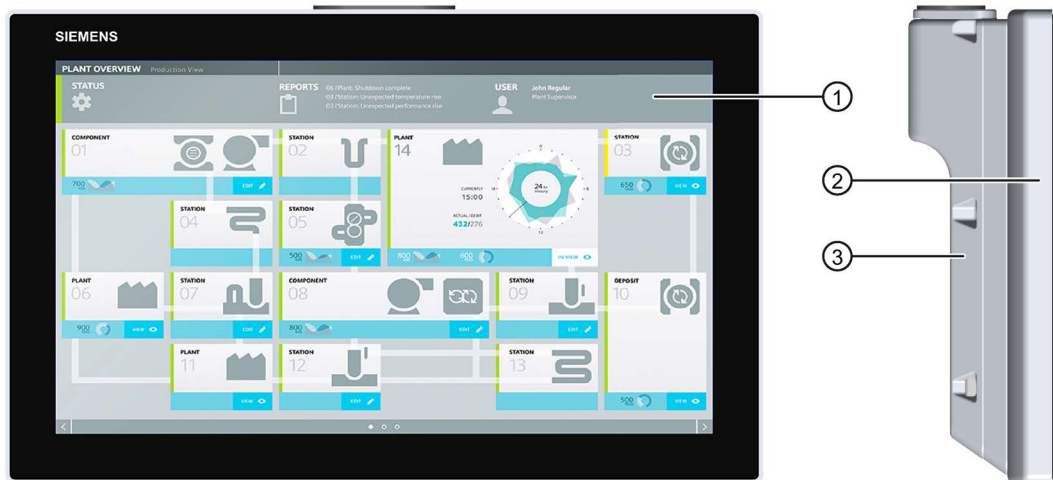 SIEMENS
PLANT OVERVIEW Production View
STATUS
REPORTS
06 /Plant: Shutdown complete
03 /Station: Unexpected temperature rise
03 /Station: Unexpected performance rise
USER
John Regular
Plant Supervisor
COMPONENT
01
700
EDIT
STATION
02
PLANT
14
CURRENTLY
15:00
ACTUAL /DEBIT
432/276
24 hr
800
600
STATION
03
650
VIEW
STATION
04
STATION
05
500
EDIT
PLANT
06
900
VIEW
STATION
07
EDIT
COMPONENT
08
800
EDIT
STATION
09
EDIT
DEPOSIT
10
500
VIEW
PLANT
11
VIEW
STATION
12
EDIT
STATION
13
1
2
3